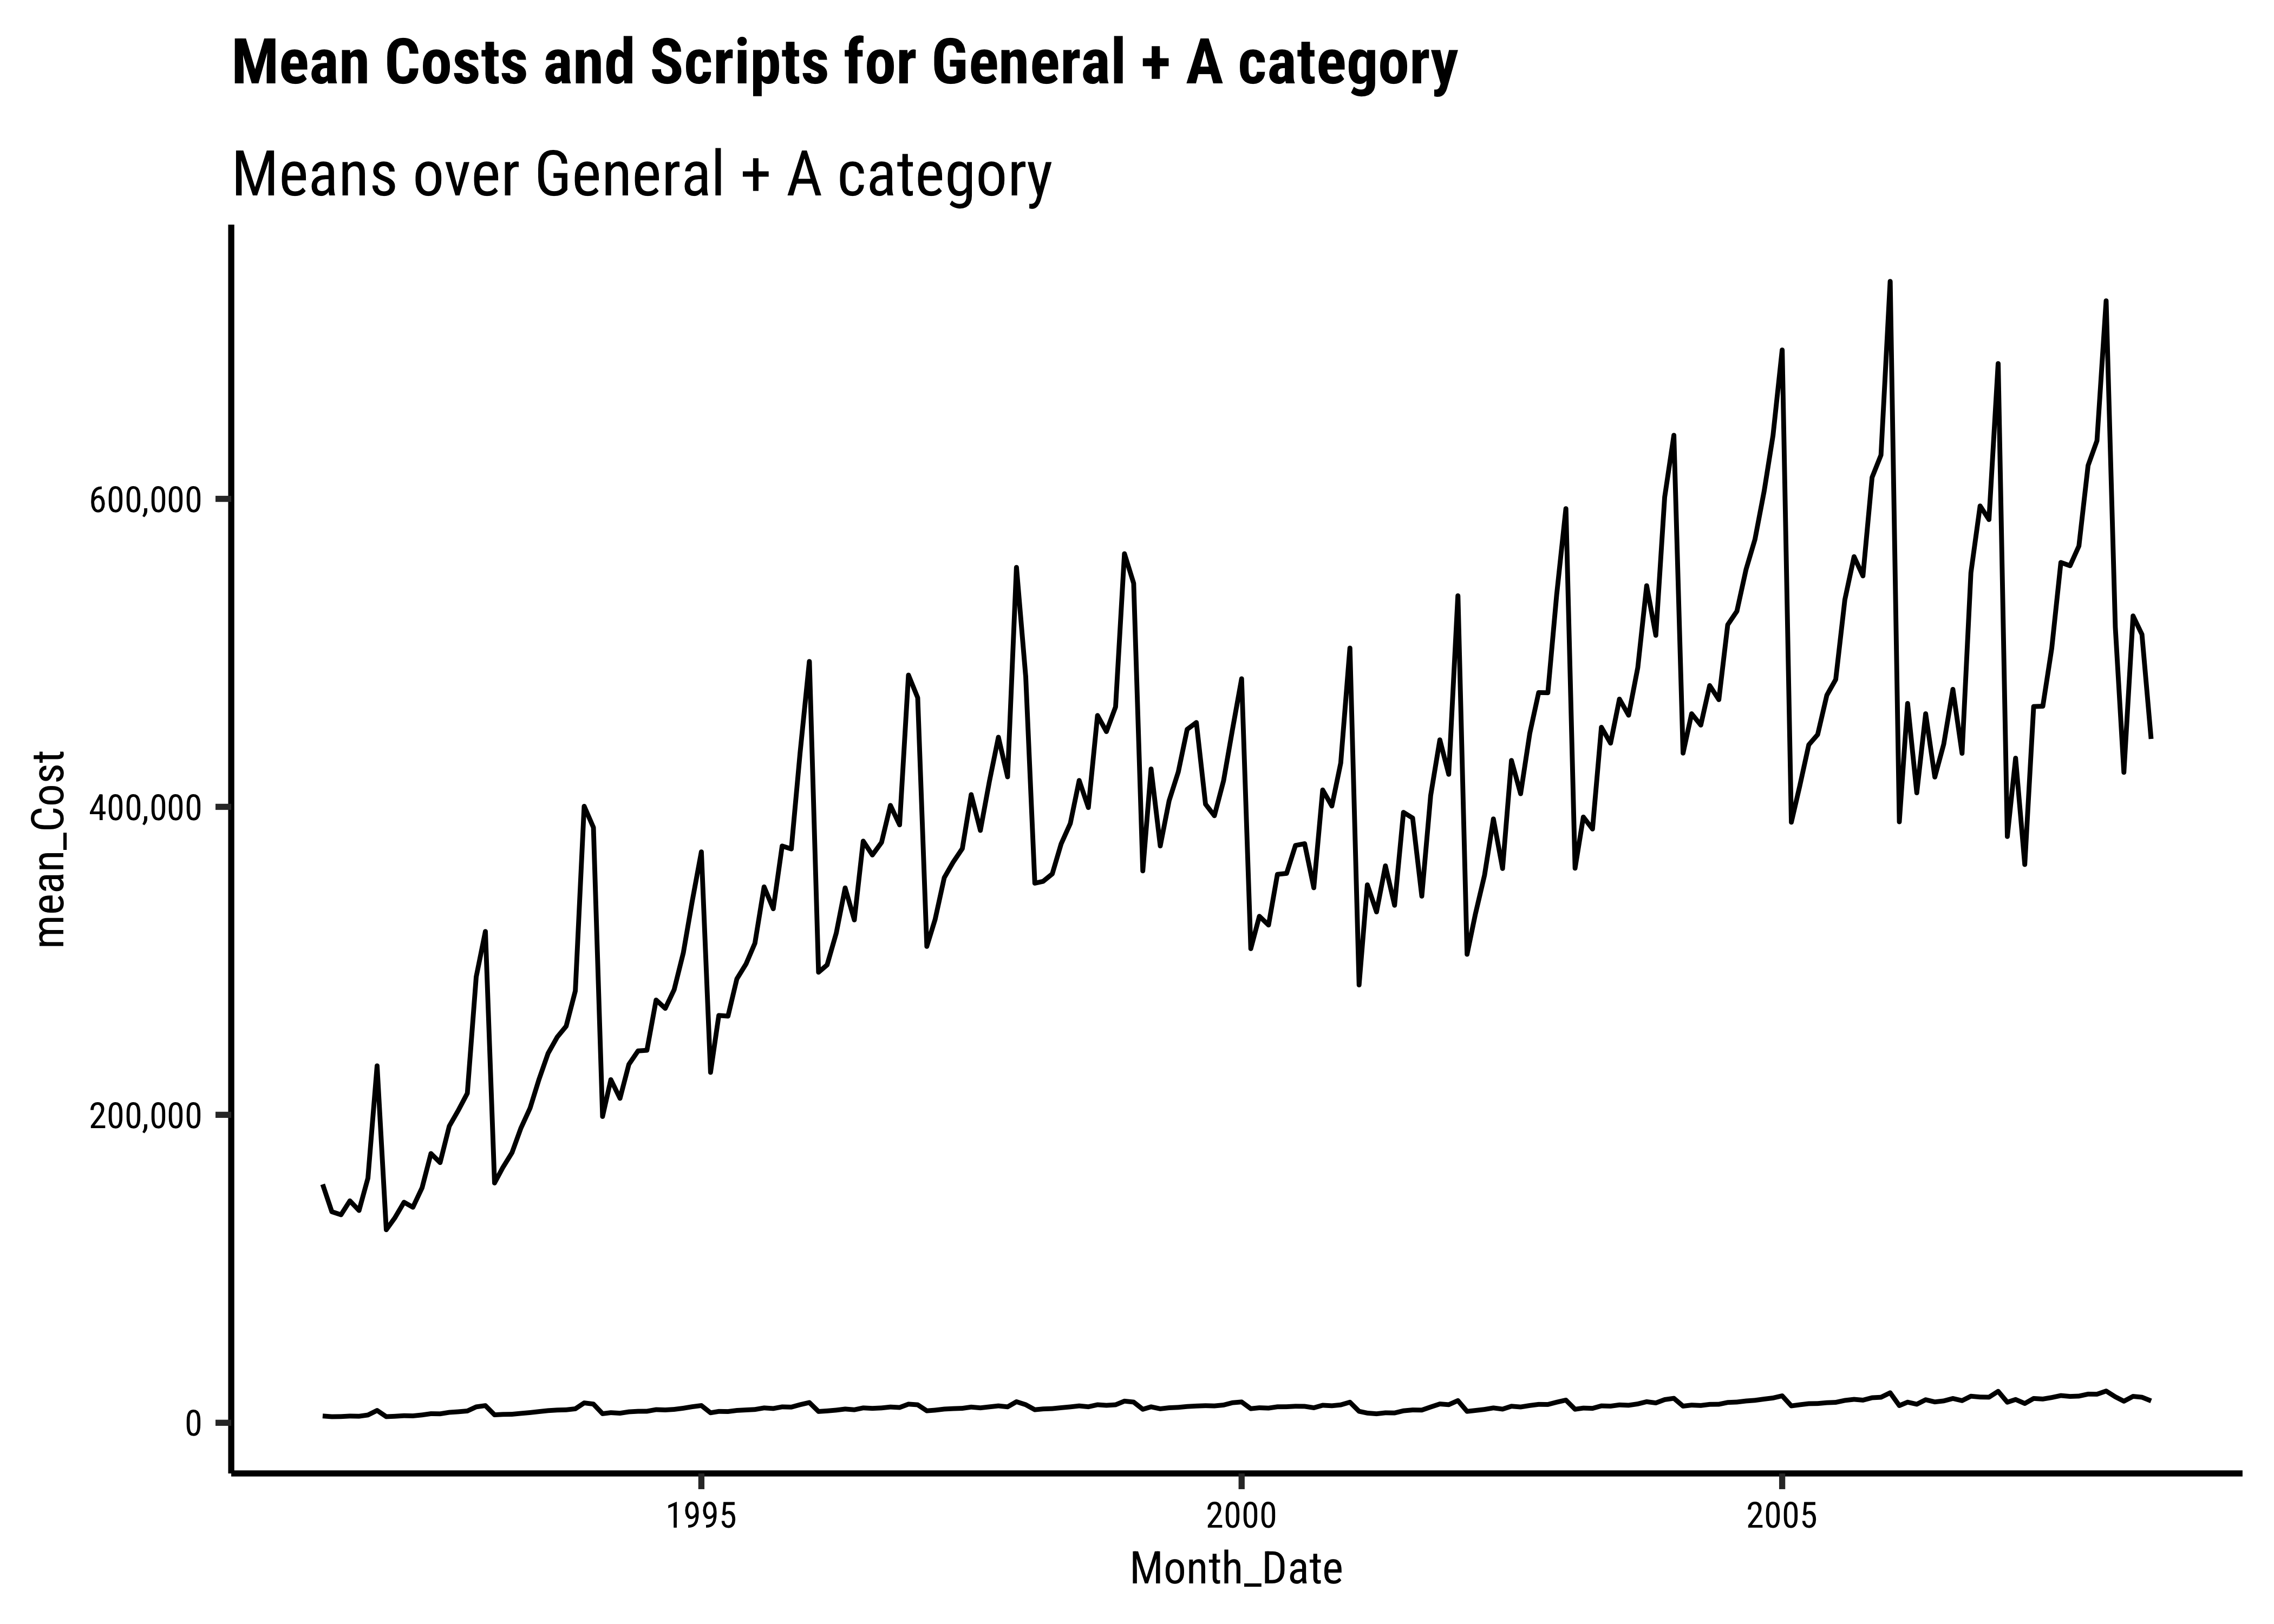 Mean Costs and Scripts for General + A category
Means over General + A category
mean_Cost
600,000
400,000
200,000
0
1995
2000
2005
Month_Date